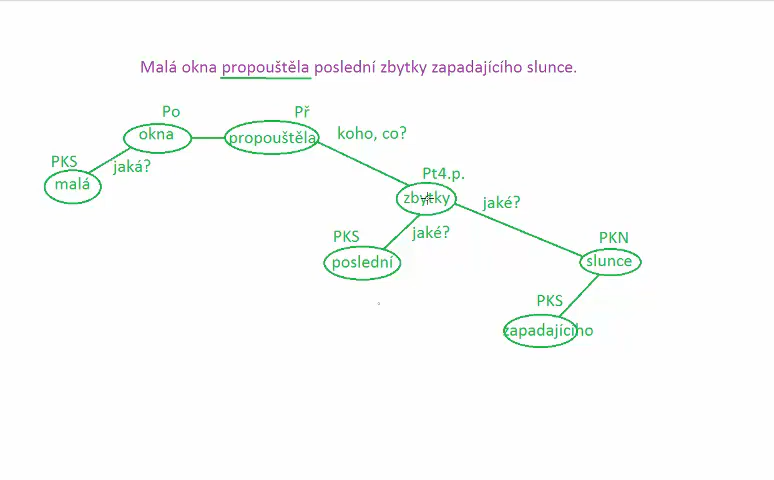 Malá okna propouštěla poslední zbytky zapadajícího slunce.
Po
Př
okna
propouštěla
koho, co?
PKS
jaká?
malá
Pt4.p.
zbytky
jaké?
PKS
jaké?
PKN
poslední
slunce
PKS
zapadajícího